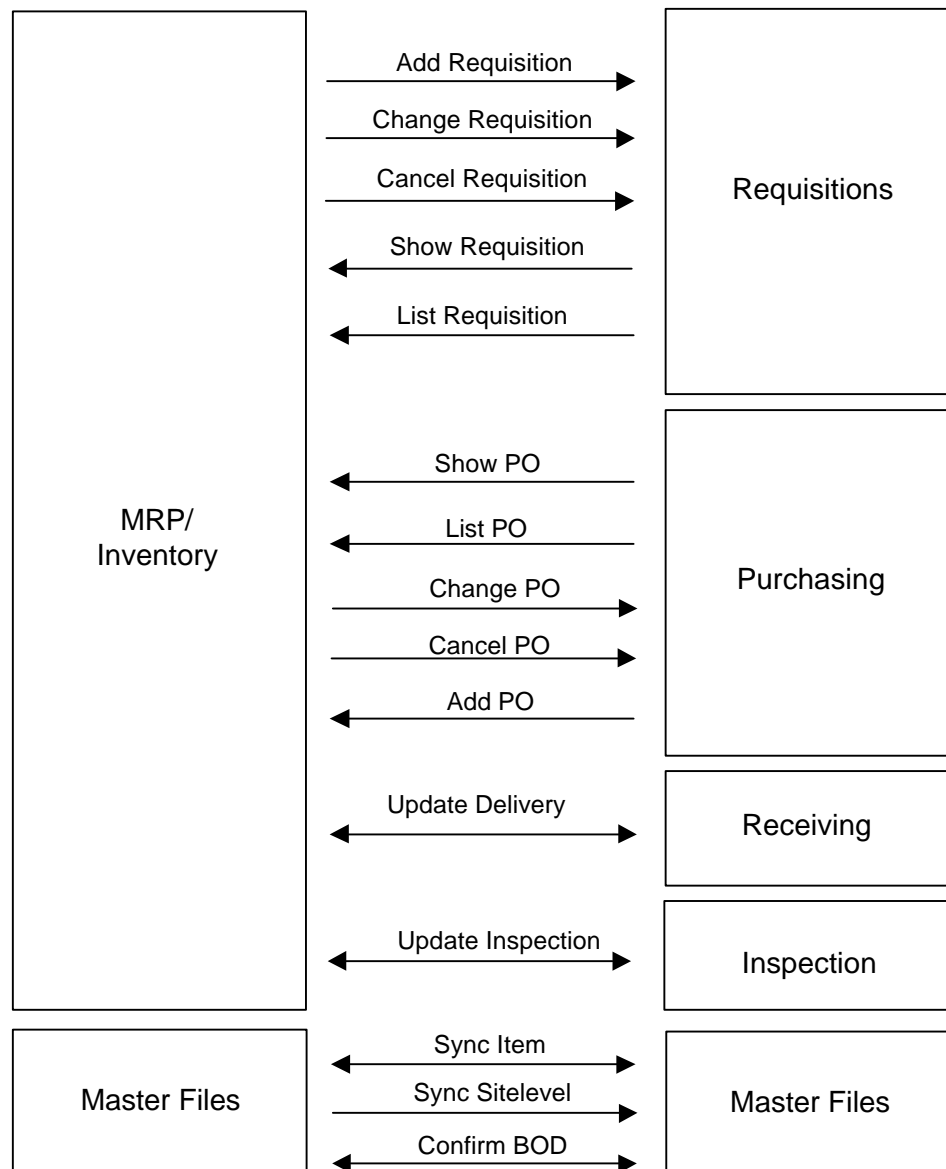 Add Requisition
Change Requisition
Cancel Requisition
Requisitions
Show Requisition
List Requisition
Show PO
MRP/
Inventory
List PO
Purchasing
Change PO
Cancel PO
Add PO
Update Delivery
Receiving
Update Inspection
Inspection
Sync Item
Master Files
Sync Sitelevel
Master Files
Confirm BOD